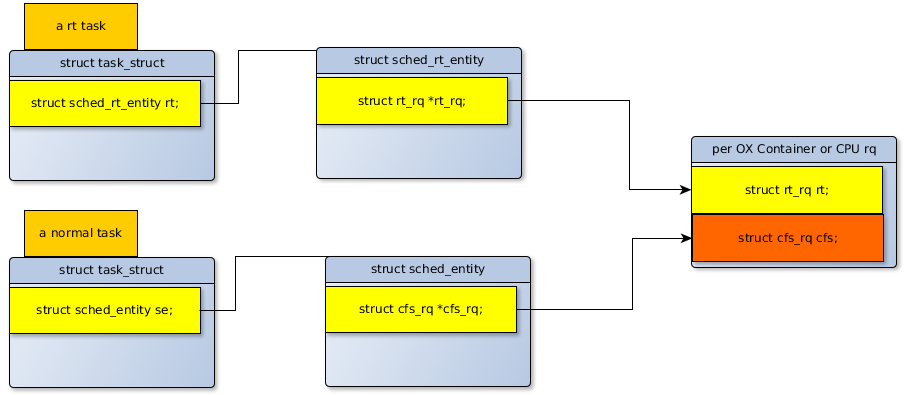 a rt task
struct task_struct
struct sched_rt_entity rt;
struct sched_rt_entity
struct rt_rq *rt_rq;
per OX Container or CPU rq
struct rt_rq rt;
struct cfs_rq cfs;
a normal task
struct task_struct
struct sched_entity se;
struct sched_entity
struct cfs_rq *cfs_rq;